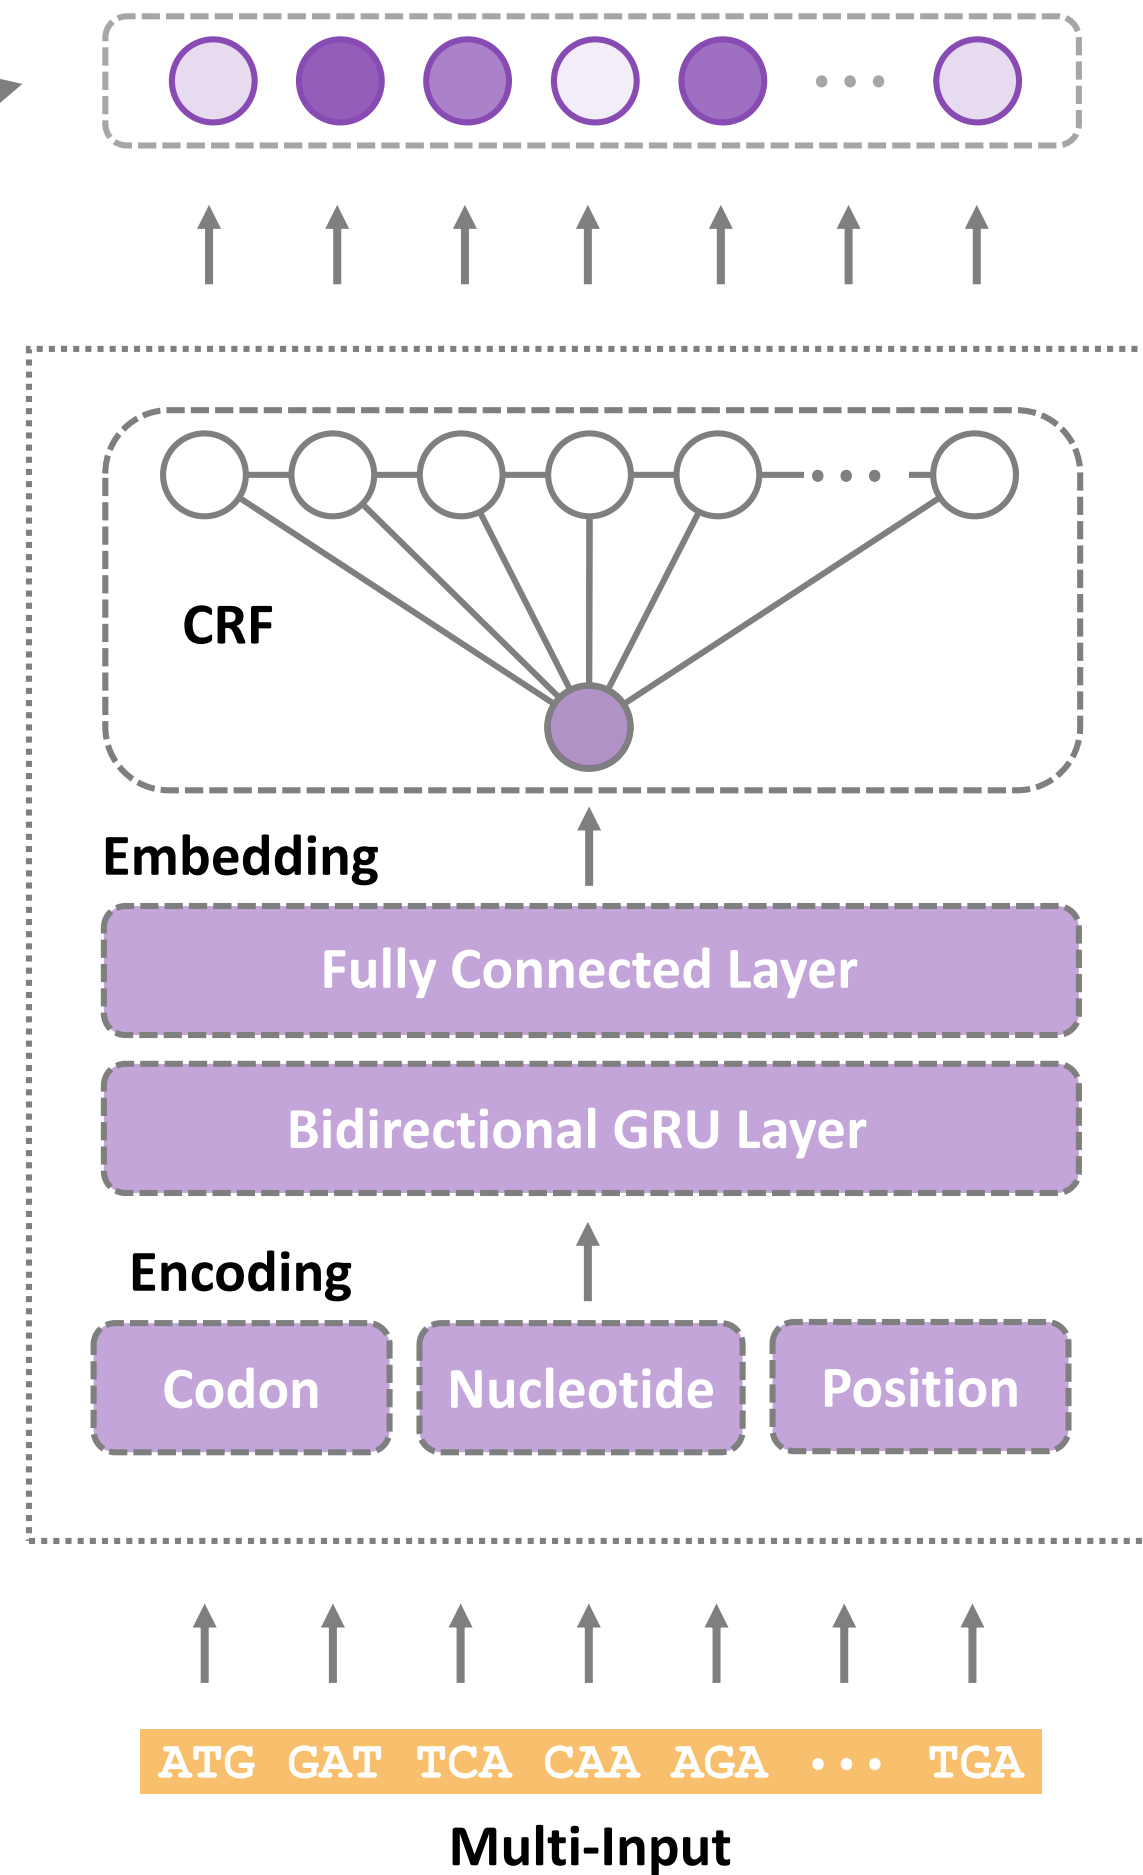 CRF
Embedding
Fully Connected Layer
Bidirectional GRU Layer
Encoding
Codon Nucleotide Position
ATG GAT TCA CAA AGA ... TGA
Multi-Input